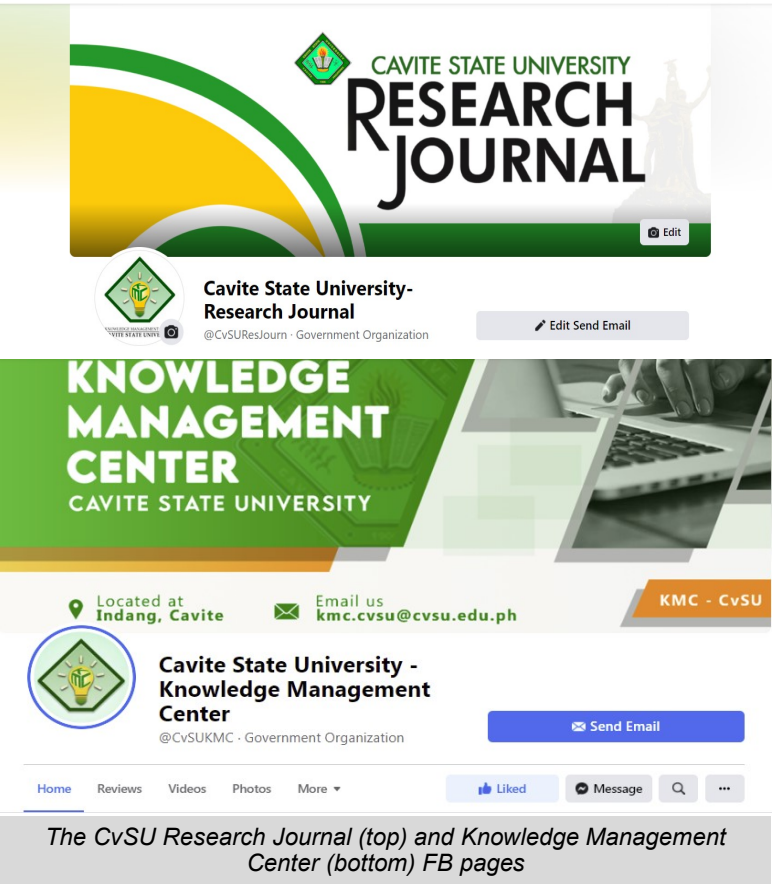 CAVITE STATE UNIVERSITY
RESEARCH
JOURNAL
Edit
Cavite State University-
Research Journal
@CvSUResJourn · Government Organization
Edit Send Email
KNOWLEDGE
MANAGEMENT
CENTER
CAVITE STATE UNIVERSITY
Located at
Indang, Cavite
Email us
kmc.cvsu@cvsu.edu.ph
KMC - CvSU
Cavite State University -
Knowledge Management
Center
@CvSUKMC · Government Organization
Send Email
Home Reviews Videos Photos More
Liked Message
The CvSU Research Journal (top) and Knowledge Management
Center (bottom) FB pages